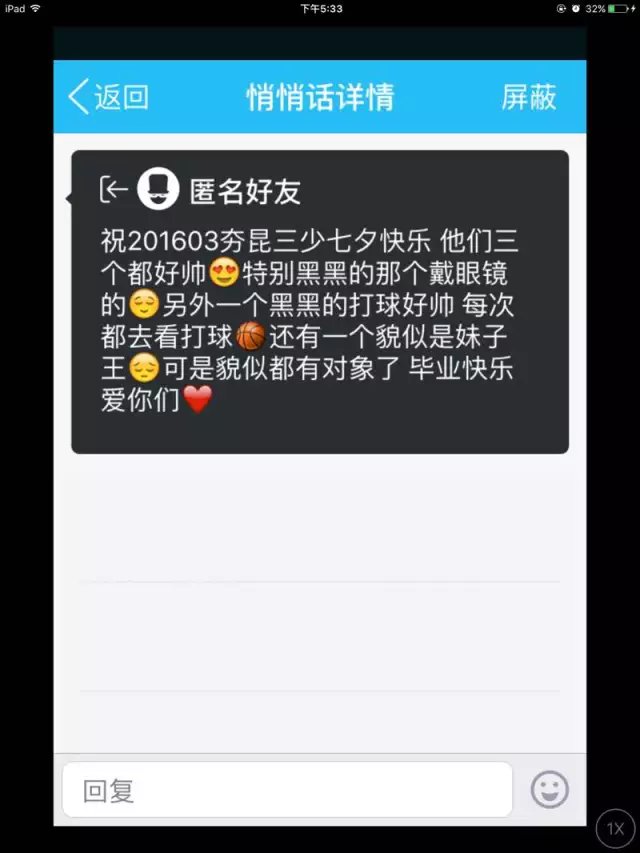 iPad 下午5:33 32%
返回 悄悄话详情 屏蔽
匿名好友
祝201603夯昆三少七夕快乐 他们三
个都好帅😍特别黑黑的那个戴眼镜
的😌另外一个黑黑的打球好帅 每次
都去看打球🏀还有一个貌似是妹子
王😔可是貌似都有对象了 毕业快乐
爱你们❤️
回复
1X